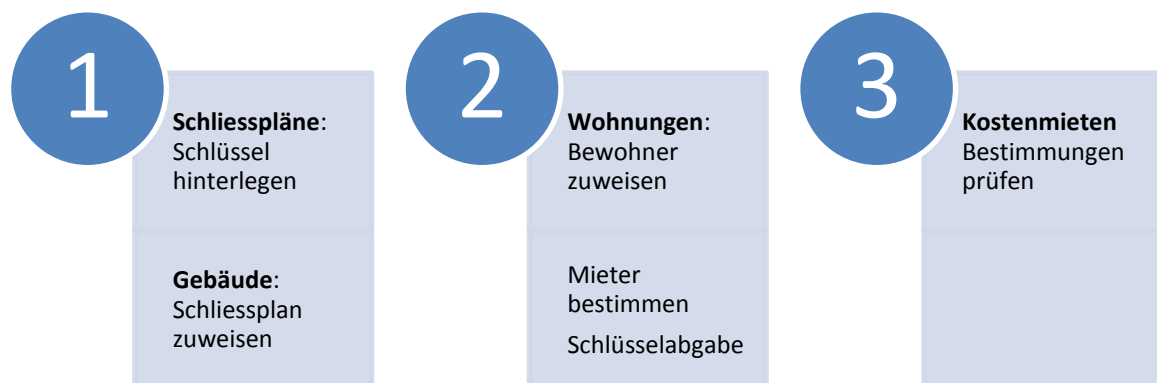 1
Schliesspläne:
Schlüssel
hinterlegen
Gebäude:
Schliessplan
zuweisen
2
Wohnungen:
Bewohner
zuweisen
Mieter
bestimmen
Schlüsselabgabe
3
Kostenmieten
Bestimmungen
prüfen